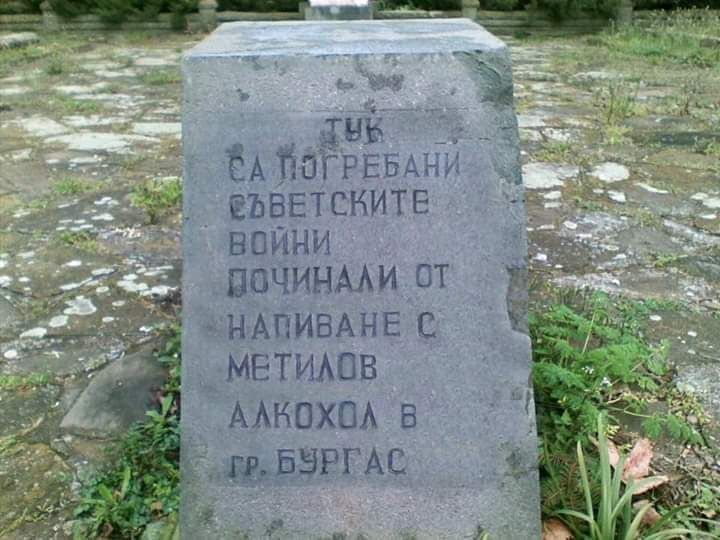 ТУК
СА ПОГРЕБАНИ
СЪВЕТСКИТЕ
ВОЙНИ
ПОЧИНАЛИ ОТ
НАПИВАНЕ С
МЕТИЛОВ
АЛКОХОЛ В
ГР. БУРГАС